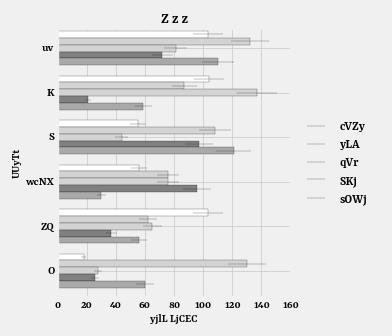 Z z z
uv
K
S
wcNX
ZQ
O
UUyTt
0 20 40 60 80 100 120 140 160
yjlL LjCEC
cVZy
yLA
qVr
SKj
sOWj